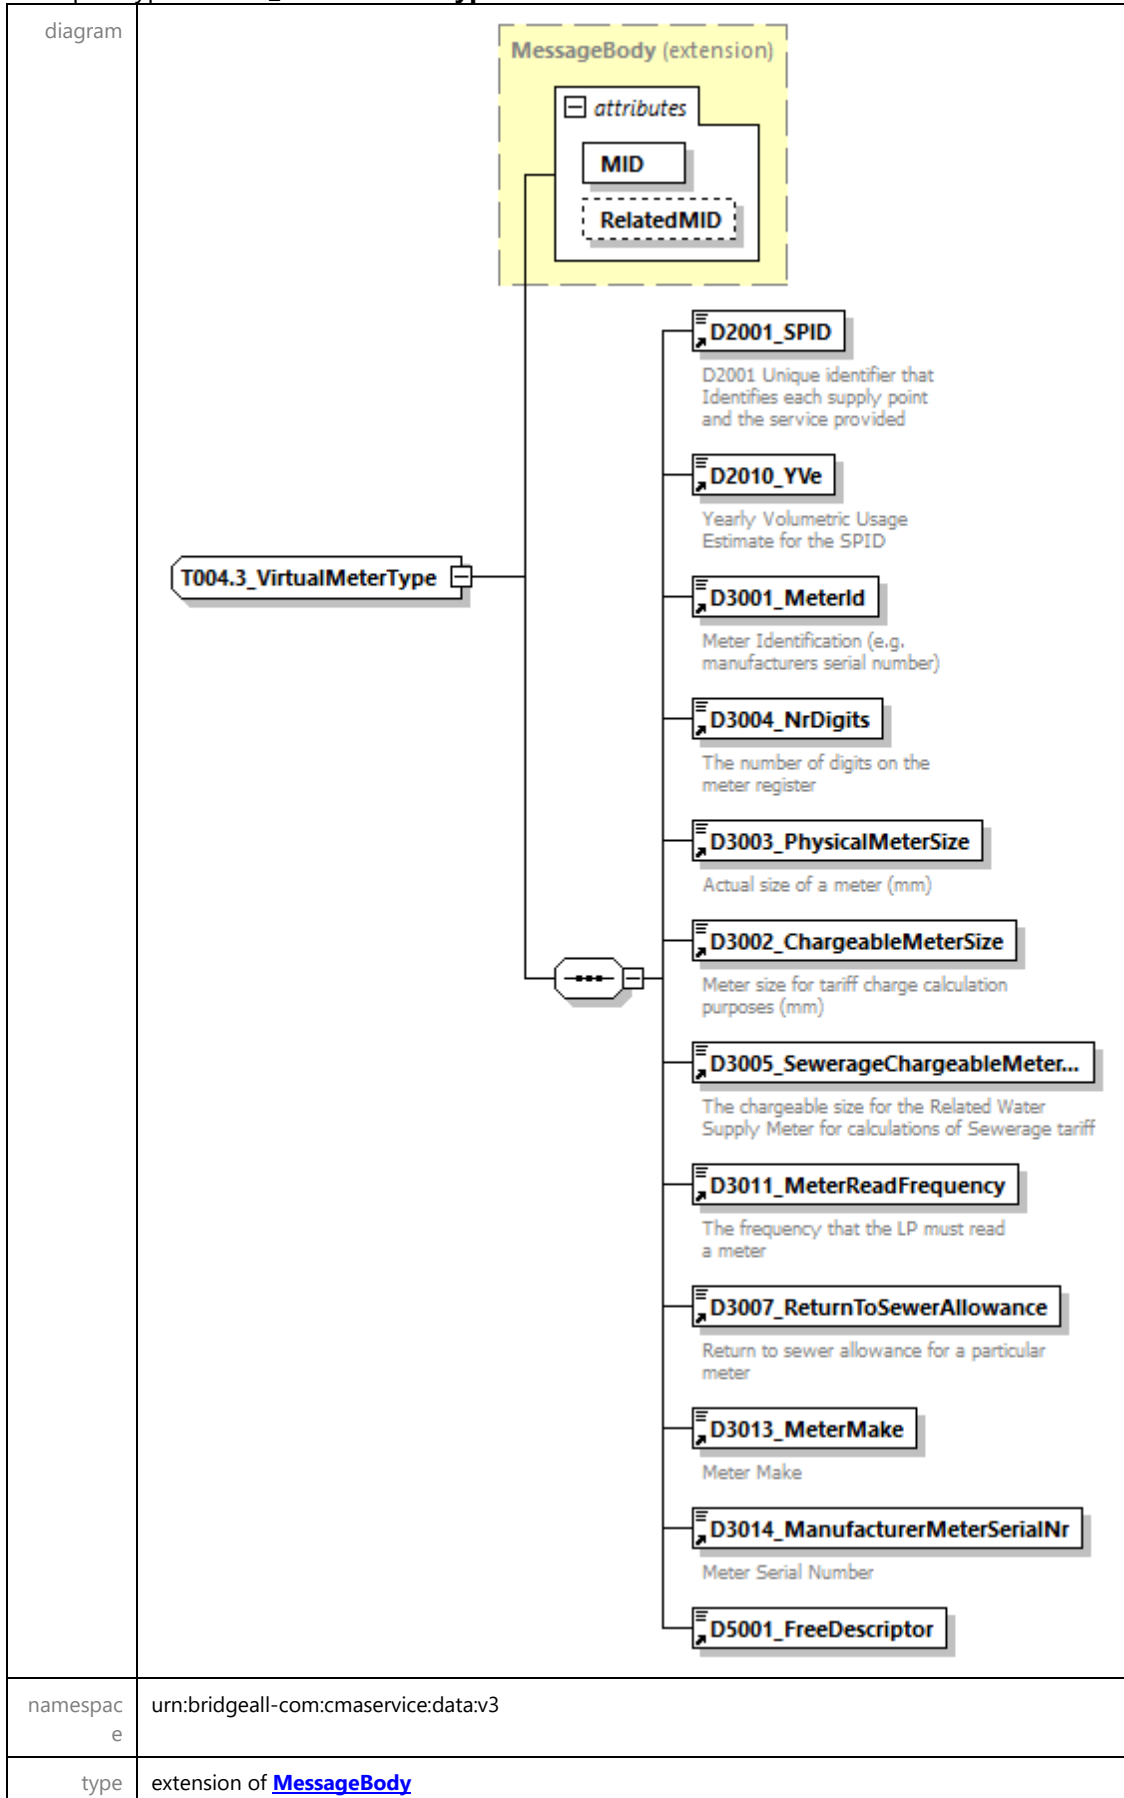 diagram
MessageBody (extension)
attributes
MID
RelatedMID
T004.3_VirtualMeterType
D2001_SPID
D2001 Unique identifier that
Identifies each supply point
and the service provided
D2010_YVe
Yearly Volumetric Usage
Estimate for the SPID
D3001_MeterId
Meter Identification (e.g.
manufacturers serial number)
D3004_NrDigits
The number of digits on the
meter register
D3003_PhysicalMeterSize
Actual size of a meter (mm)
D3002_ChargeableMeterSize
Meter size for tariff charge calculation
purposes (mm)
D3005_SewerageChargeableMeter...
The chargeable size for the Related Water
Supply Meter for calculations of Sewerage tariff
D3011_MeterReadFrequency
The frequency that the LP must read
a meter
D3007_ReturnToSewerAllowance
Return to sewer allowance for a particular
meter
D3013_MeterMake
Meter Make
D3014_ManufacturerMeterSerialNr
Meter Serial Number
D5001_FreeDescriptor
namespac
e
urn:bridgeall-com:cmaservice:data:v3
type
extension of MessageBody